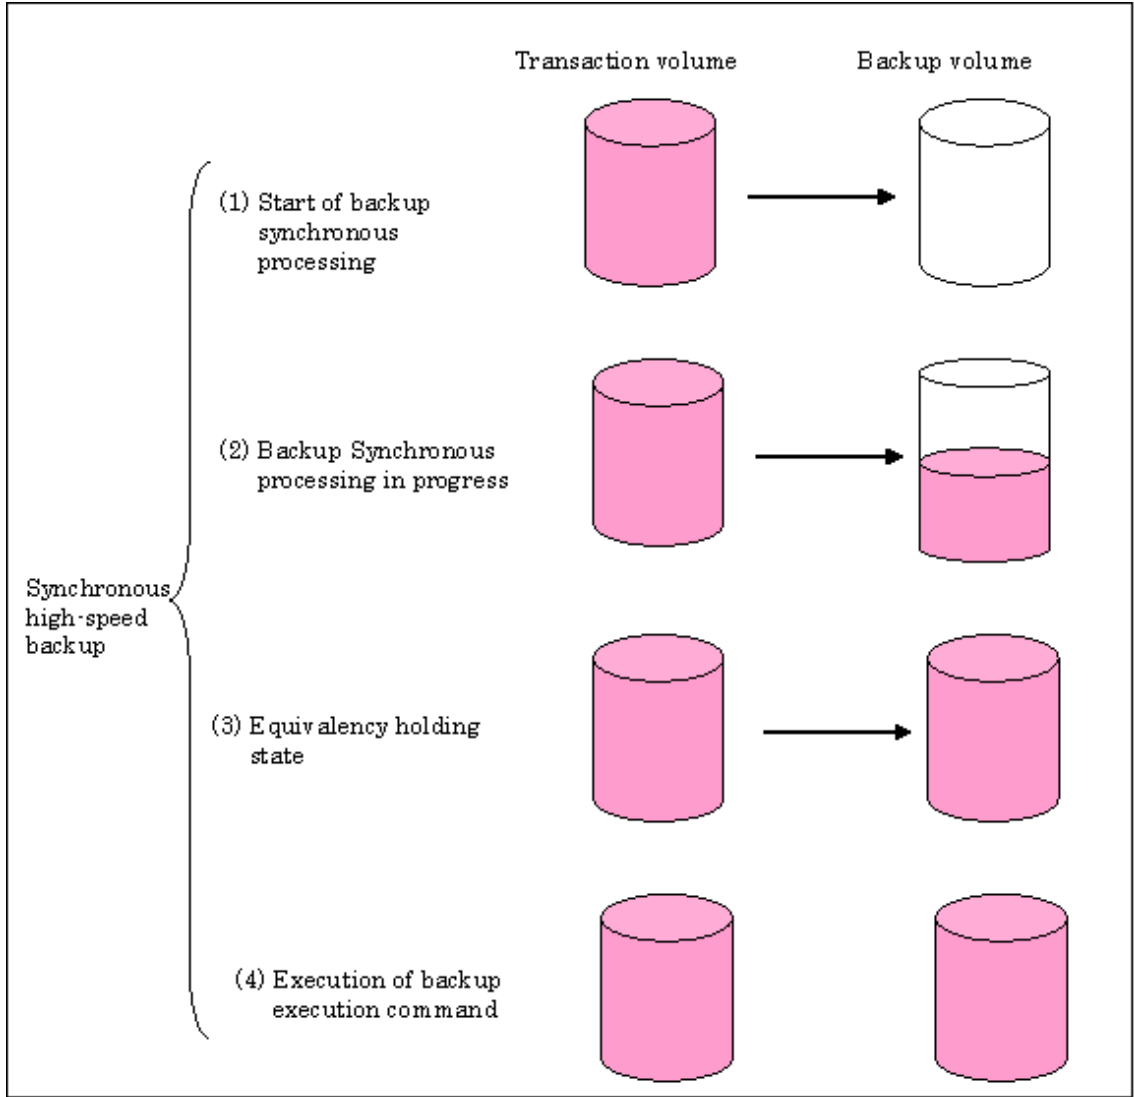 Transaction volume
Backup volume
(1) Start of backup
synchronous
processing
(2) Backup Synchronous
processing in progress
Synchronous
high-speed
backup
(3) Equivalency holding
state
(4) Execution of backup
execution command